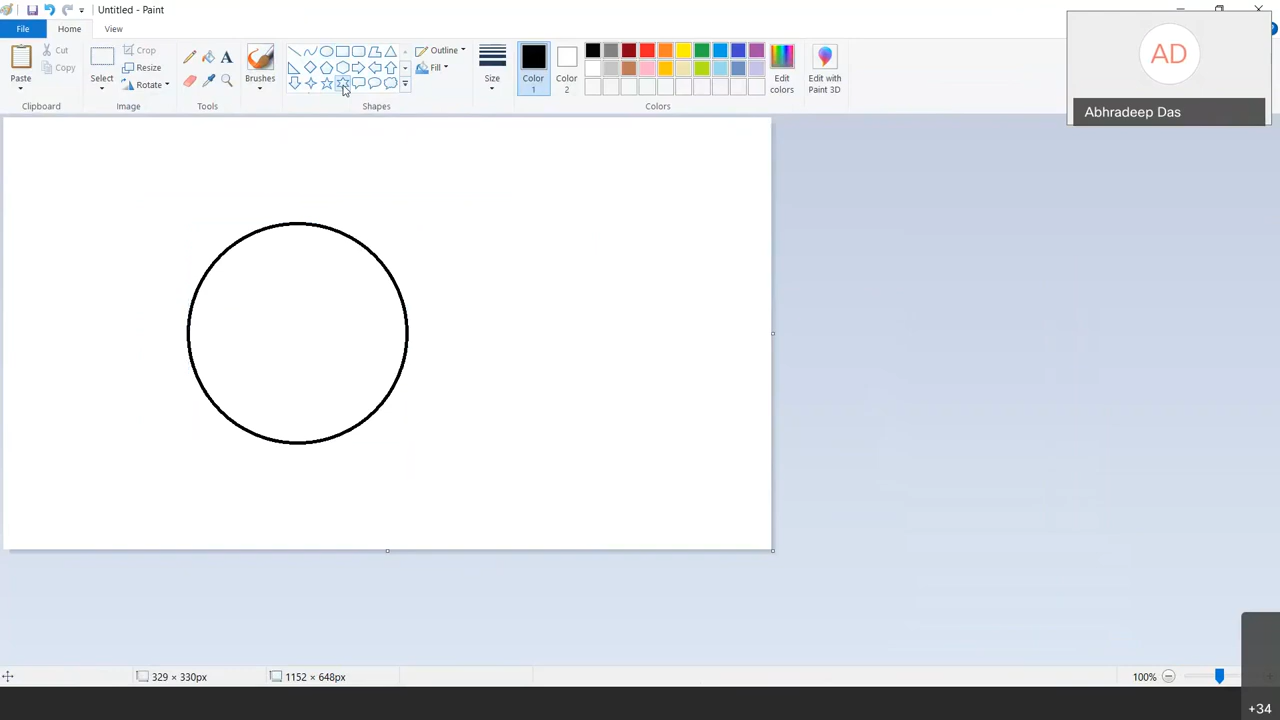 Untitled - Paint
File
Home
View
Paste
Cut
Copy
Clipboard
Select
Crop
Resize
Rotate
Image
A
Tools
Brushes
Shapes
Outline
Fill
Size
Color
1
Color
2
Colors
Edit
colors
Edit with
Paint 3D
AD
Abhradeep Das
329 × 330px
1152 × 648px
100%
+34